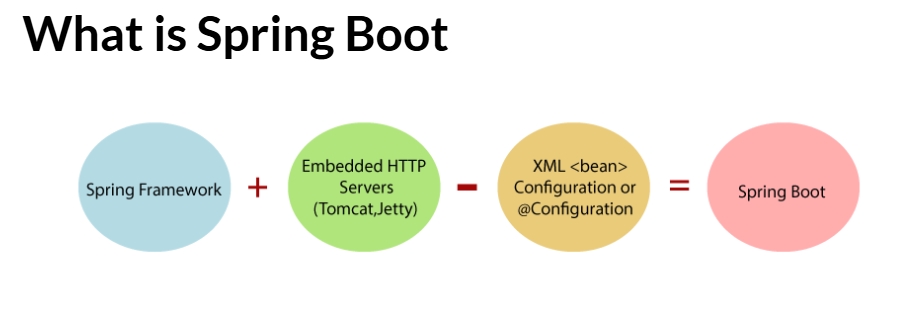 What is Spring Boot
Spring Framework
+
Embedded HTTP
Servers
(Tomcat,Jetty)
-
XML <bean>
Configuration or
@Configuration
=
Spring Boot